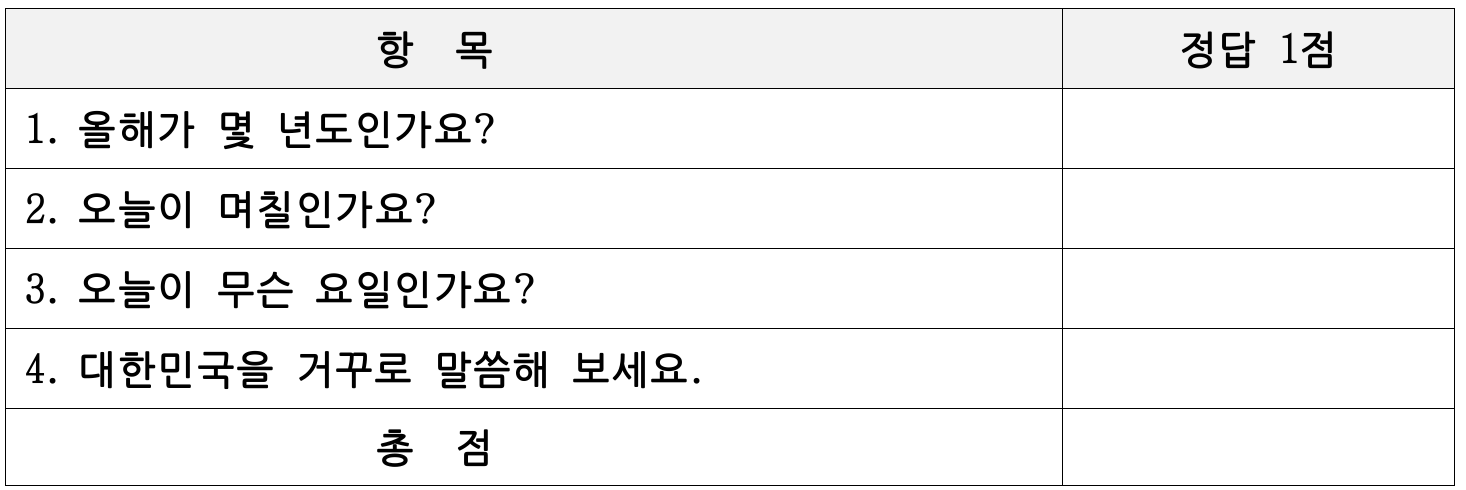 항 목 정답 1점
1. 올해가 몇 년도인가요?
2. 오늘이 며칠인가요?
3. 오늘이 무슨 요일인가요?
4. 대한민국을 거꾸로 말씀해 보세요.
총 점